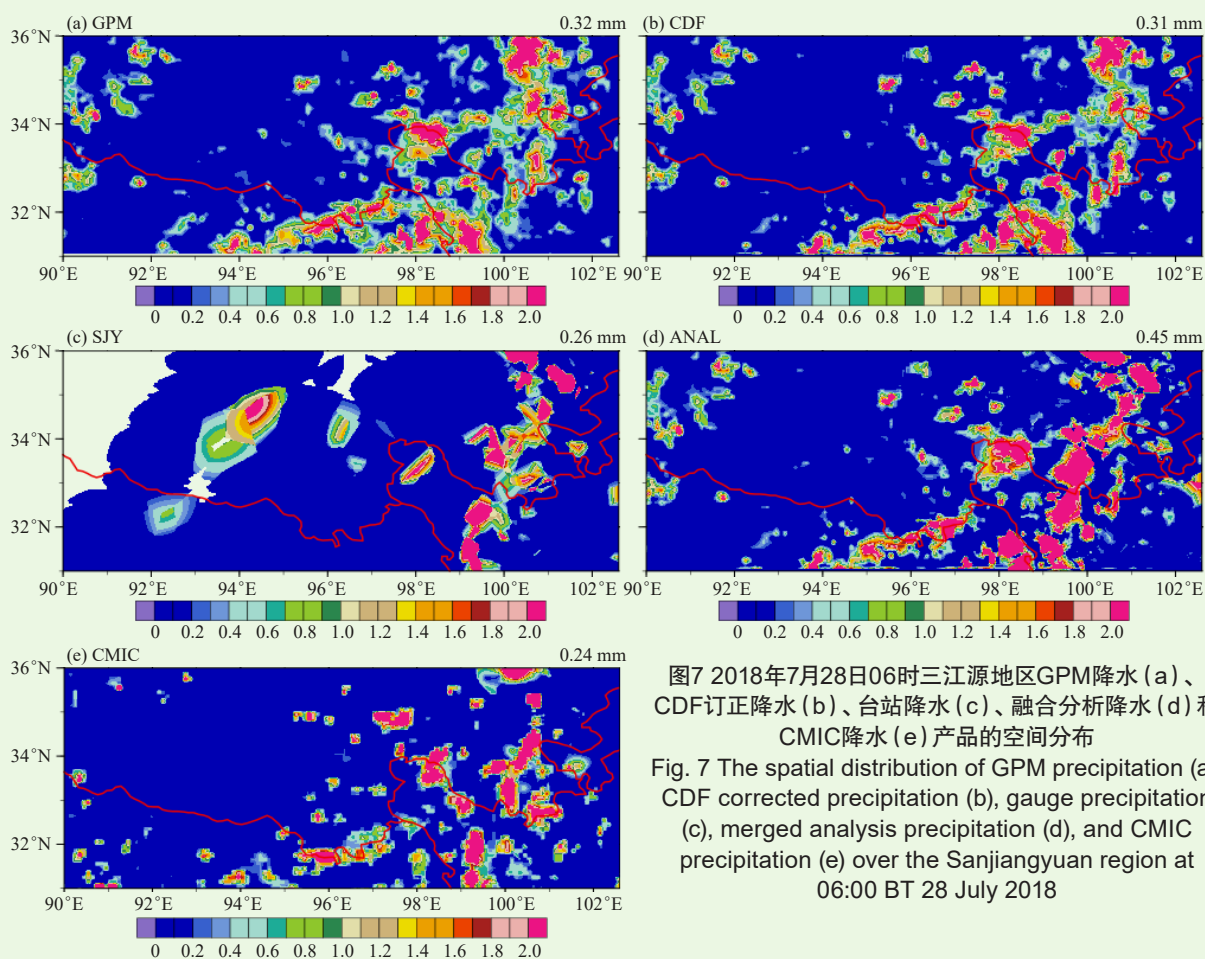 (a) GPM 0.32 mm
36°N
34°N
32°N
90°E 92°E 94°E 96°E 98°E 100°E 102°E
0 0.2 0.4 0.6 0.8 1.0 1.2 1.4 1.6 1.8 2.0
(b) CDF 0.31 mm
90°E 92°E 94°E 96°E 98°E 100°E 102°E
0 0.2 0.4 0.6 0.8 1.0 1.2 1.4 1.6 1.8 2.0
(c) SJY 0.26 mm
36°N
34°N
32°N
90°E 92°E 94°E 96°E 98°E 100°E 102°E
0 0.2 0.4 0.6 0.8 1.0 1.2 1.4 1.6 1.8 2.0
(d) ANAL 0.45 mm
90°E 92°E 94°E 96°E 98°E 100°E 102°E
0 0.2 0.4 0.6 0.8 1.0 1.2 1.4 1.6 1.8 2.0
(e) CMIC 0.24 mm
36°N
34°N
32°N
90°E 92°E 94°E 96°E 98°E 100°E 102°E
0 0.2 0.4 0.6 0.8 1.0 1.2 1.4 1.6 1.8 2.0
图7 2018年7月28日06时三江源地区GPM降水(a)、
CDF订正降水(b)、台站降水(c)、融合分析降水(d)
CMIC降水(e)产品的空间分布
Fig. 7 The spatial distribution of GPM precipitation (a
CDF corrected precipitation (b), gauge precipitation
(c), merged analysis precipitation (d), and CMIC
precipitation (e) over the Sanjiangyuan region at
06:00 BT 28 July 2018